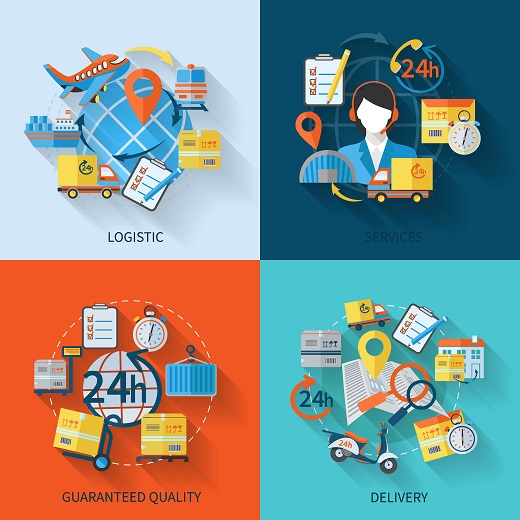 24h
LOGISTIC
24h
24h
SERVICES
24h
GUARANTEED QUALITY
24h
24h
DELIVERY